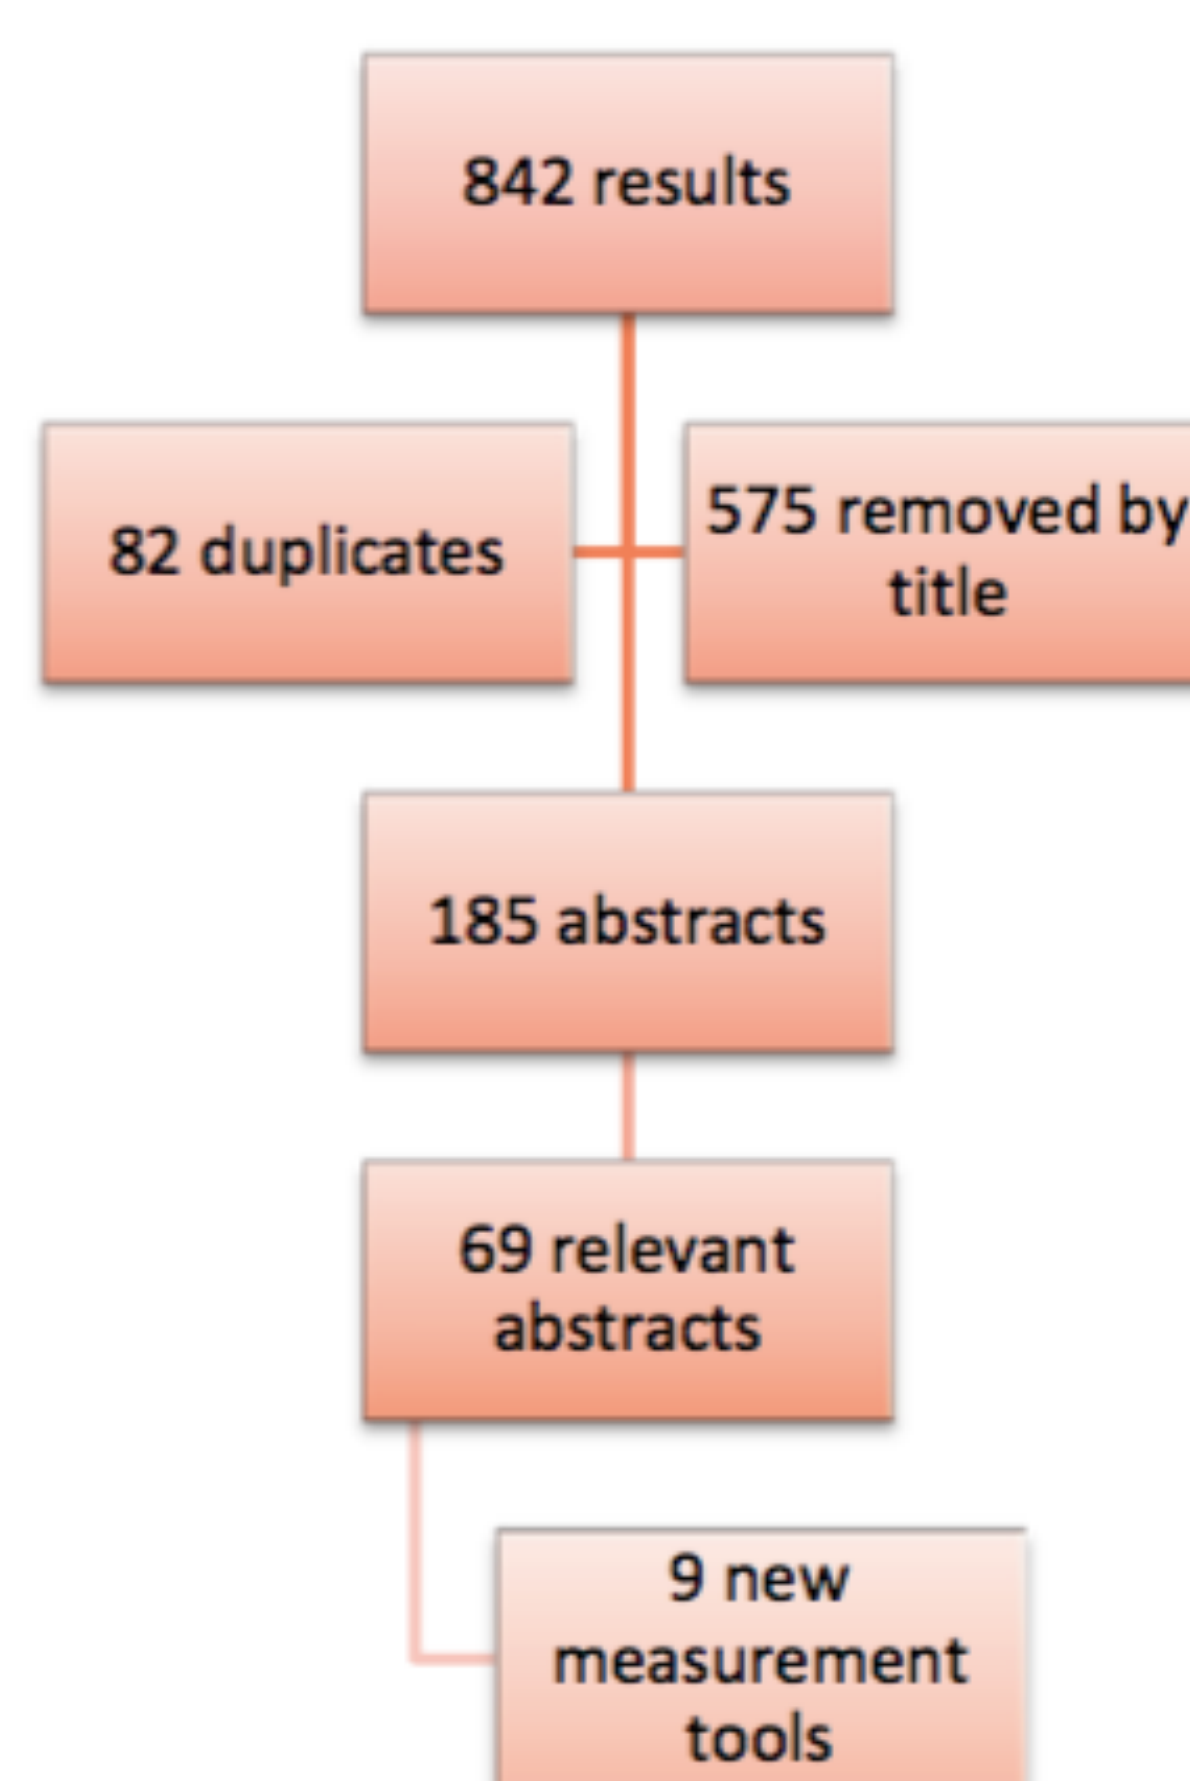 842 results
82 duplicates
575 removed by
title
185 abstracts
69 relevant
abstracts
9 new
measurement
tools